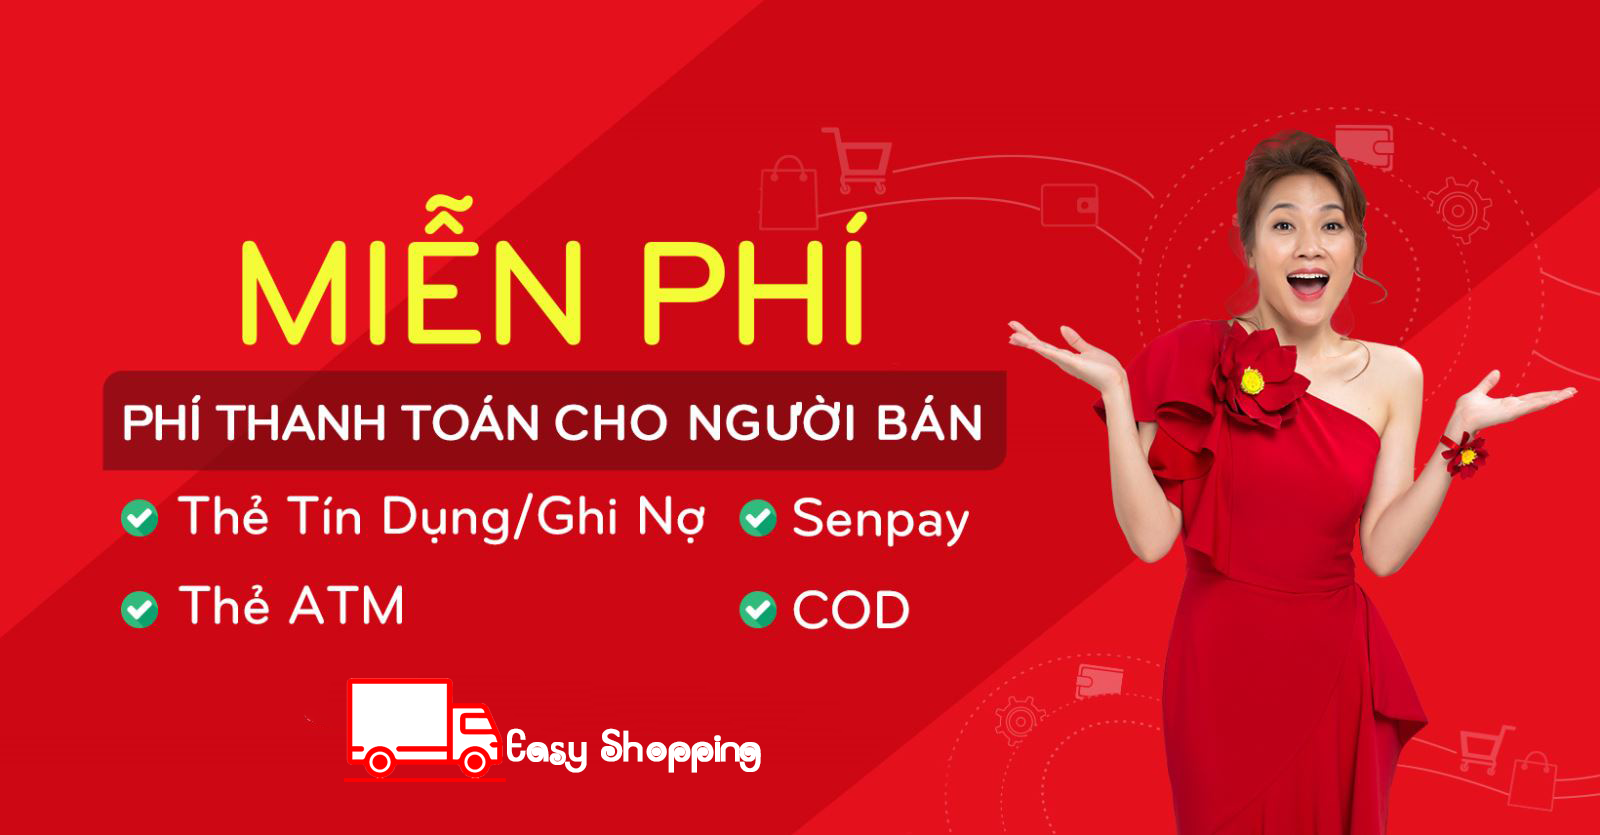 MIỄN PHÍ
PHÍ THANH TOÁN CHO NGƯỜI BÁN
Thẻ Tín Dụng/Ghi Nợ
Senpay
Thẻ ATM
COD
Easy Shopping